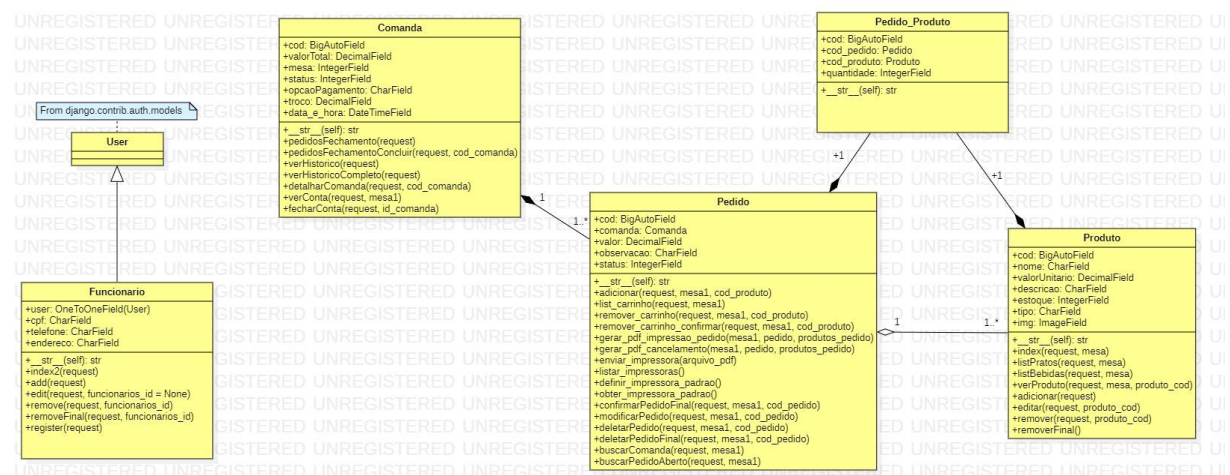 From django.contrib.auth.models
User
Funcionario
+user: OneToOneField(User)
+cpf: CharField
+telefone: CharField
+endereco: CharField
+__str__(self): str
+index2(request)
+add(request)
+edit(request, funcionarios_id = None)
+remove(request, funcionarios_id)
+removeFinal(request, funcionarios_id)
+register(request)
Comanda
+cod: BigAutoField
+valorTotal: DecimalField
+mesa: IntegerField
+status: IntegerField
+opcaoPagamento: CharField
+troco: DecimalField
+data_e_hora: DateTimeField
+__str__(self): str
+pedidosFechamento(request)
+pedidosFechamentoConcluir(request, cod_comanda)
+verHistorico(request)
+verHistoricoCompleto(request)
+detalharComanda(request, cod_comanda)
+verConta(request, mesa1)
+fecharConta(request, id_comanda)
1
1..*
Pedido
+cod: BigAutoField
+comanda: Comanda
+valor: DecimalField
+observacao: CharField
+status: IntegerField
+__str__(self): str
+adicionar(request, mesa1, cod_produto)
+list_carrinho(request, mesa1)
+remover_carrinho(request, mesa1, cod_produto)
+remover_carrinho_confirmar(request, mesa1, cod_produto)
+gerar_pdf_impressao_pedido(mesa1, pedido, produtos_pedido)
+gerar_pdf_cancelamento(mesa1, pedido, produtos_pedido)
+enviar_impressora(arquivo_pdf)
+listar_impressoras()
+definir_impressora_padrao()
+obter_impressora_padrao()
+confirmarPedidoFinal(request, mesa1, cod_pedido)
+modificarPedido(request, mesa1, cod_pedido)
+deletarPedido(request, mesa1, cod_pedido)
+deletarPedidoFinal(request, mesa1, cod_pedido)
+buscarComanda(request, mesa1)
+buscarPedidoAberto(request, mesa1)
Pedido_Produto
+cod: BigAutoField
+cod_pedido: Pedido
+cod_produto: Produto
+quantidade: IntegerField
+__str__(self): str
+1
+1
1
1..*
Produto
+cod: BigAutoField
+nome: CharField
+valorUnitario: DecimalField
+descricao: CharField
+estoque: IntegerField
+tipo: CharField
+img: ImageField
+__str__(self): str
+index(request, mesa)
+listPratos(request, mesa)
+listBebidas(request, mesa)
+verProduto(request, mesa, produto_cod)
+adicionar(request)
+editar(request, produto_cod)
+remover(request, produto_cod)
+removerFinal()
UNREGISTERED